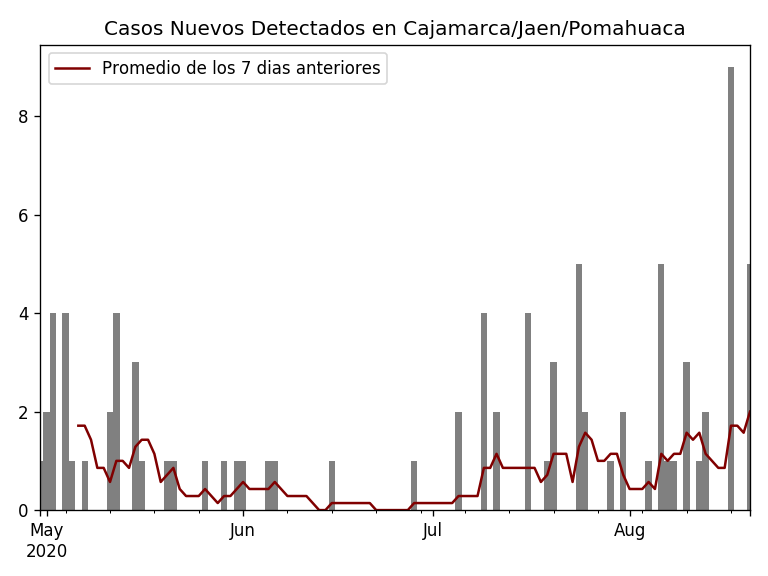 Casos Nuevos Detectados en Cajamarca/Jaen/Pomahuaca
Promedio de los 7 dias anteriores
8
6
4
2
0
May Jun Jul Aug
2020